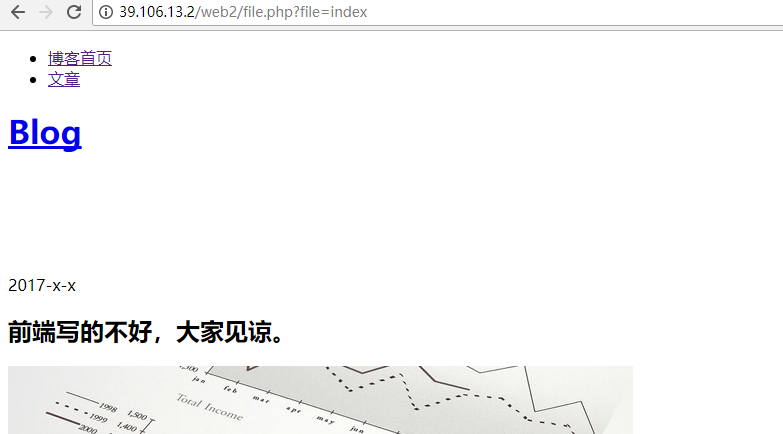 39.106.13.2/web2/file.php?file=index
博客首页
文章
Blog
2017-x-x
前端写的不好，大家见谅。
1,500
jan
feb
mar
apr
may
jun
Total Income
1998
1,500
1999
1,400
2000